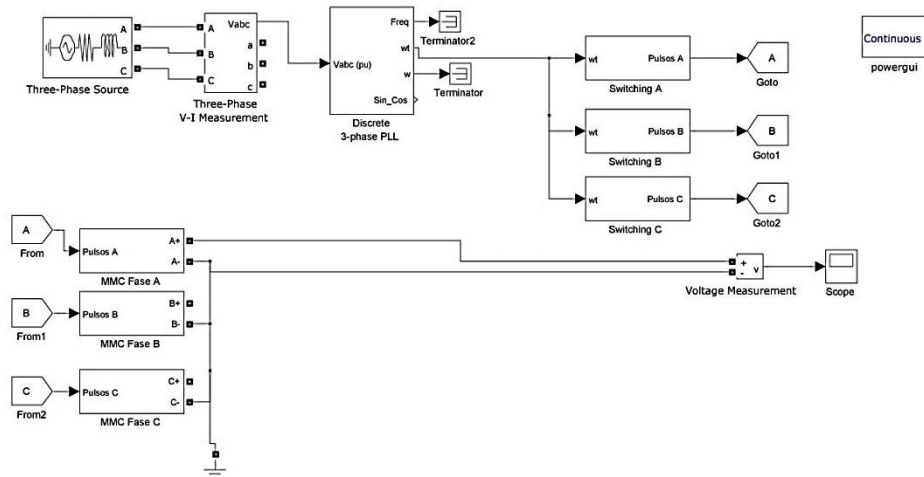 A
B
C
Three-Phase Source
A
B
C
Vabc
a
b
c
Three-Phase
V-I Measurement
Vabc (pu)
Freq
wt
w
Sin_Cos
Discrete
3-phase PLL
Terminator2
Terminator
wt
Pulsos A
Switching A
A
Goto
wt
Pulsos B
Switching B
B
Goto1
wt
Pulsos C
Switching C
C
Goto2
Continuous
powergui
A
From
Pulsos A
A+
A-
MMC Fase A
B
From1
Pulsos B
B+
B-
MMC Fase B
C
From2
Pulsos C
C+
C-
MMC Fase C
+
-
v
Voltage Measurement
Scope